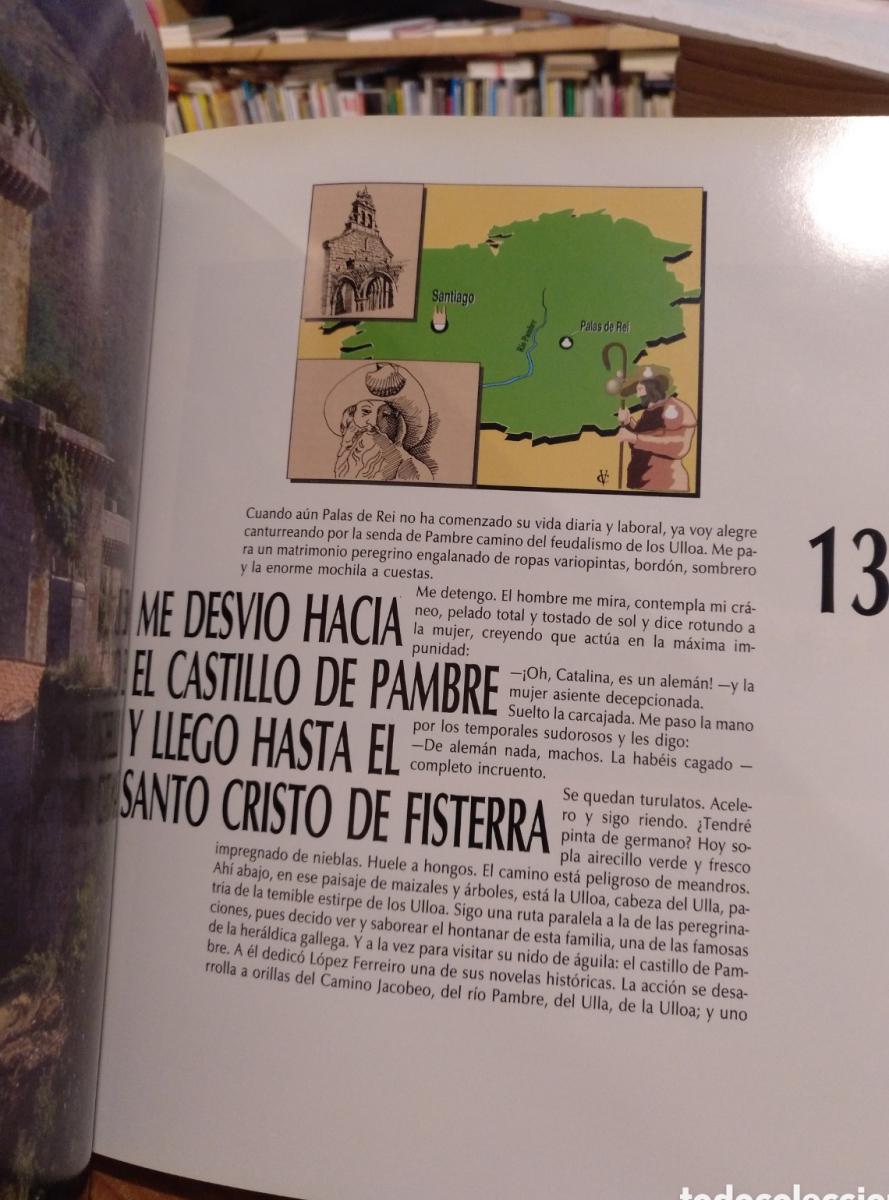 Santiago
Palas de Rei
Río Pambre
Cuando aún Palas de Rei no ha comenzado su vida diaria y laboral, ya voy alegre
canturreando por la senda de Pambre camino del feudalismo de los Ulloa. Me pa-
ra un matrimonio peregrino engalanado de ropas variopintas, bordón, sombrero
y la enorme mochila a cuestas.
13
ME DESVIO HACIA
EL CASTILLO DE PAMBRE
Y LLEGO HASTA EL
SANTO CRISTO DE FISTERRA
Me detengo. El hombre me mira, contempla mi crá-
neo, pelado total y tostado de sol y dice rotundo a
la mujer, creyendo que actúa en la máxima im-
punidad:
—¡Oh, Catalina, es un alemán! —y la
mujer asiente decepcionada.
Suelto la carcajada. Me paso la mano
por los temporales sudorosos y les digo:
—De alemán nada, machos. La habéis cagado —
completo incruento.
Se quedan turulatos. Acele-
ro y sigo riendo. ¿Tendré
pinta de germano? Hoy so-
pla airecillo verde y fresco
impregnado de nieblas. Huele a hongos. El camino está peligroso de meandros.
Ahí abajo, en ese paisaje de maizales y árboles, está la Ulloa, cabeza del Ulla, pa-
tria de la temible estirpe de los Ulloa. Sigo una ruta paralela a la de las peregrina-
ciones, pues decido ver y saborear el hontanar de esta familia, una de las famosas
de la heráldica gallega. Y a la vez para visitar su nido de águila: el castillo de Pam-
bre. A él dedicó López Ferreiro una de sus novelas históricas. La acción se desa-
rrolla a orillas del Camino Jacobeo, del río Pambre, del Ulla, de la Ulloa; y uno